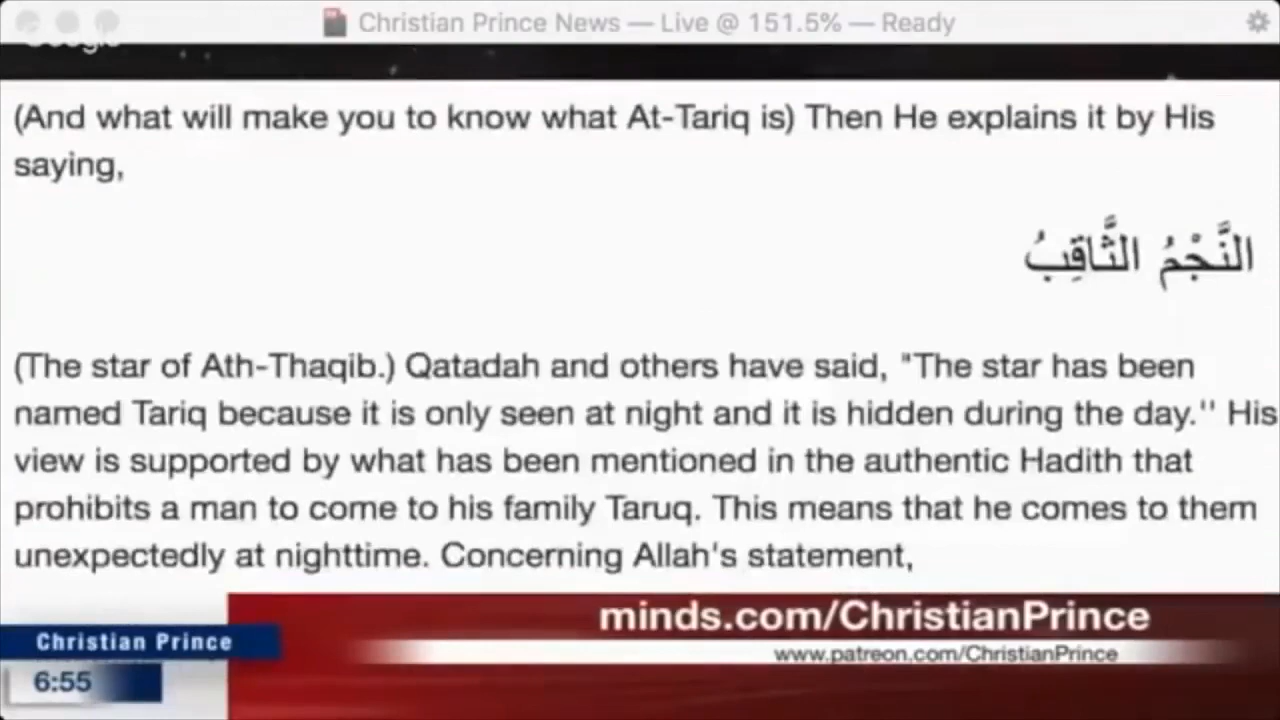 Christian Prince News — Live @ 151.5% — Ready
Google
(And what will make you to know what At-Tariq is) Then He explains it by His
saying,
النَّجْمُ الثَّاقِبُ
(The star of Ath-Thaqib.) Qatadah and others have said, "The star has been
named Tariq because it is only seen at night and it is hidden during the day.'' His
view is supported by what has been mentioned in the authentic Hadith that
prohibits a man to come to his family Taruq. This means that he comes to them
unexpectedly at nighttime. Concerning Allah's statement,
minds.com/ChristianPrince
Christian Prince
www.patreon.com/ChristianPrince
6:55